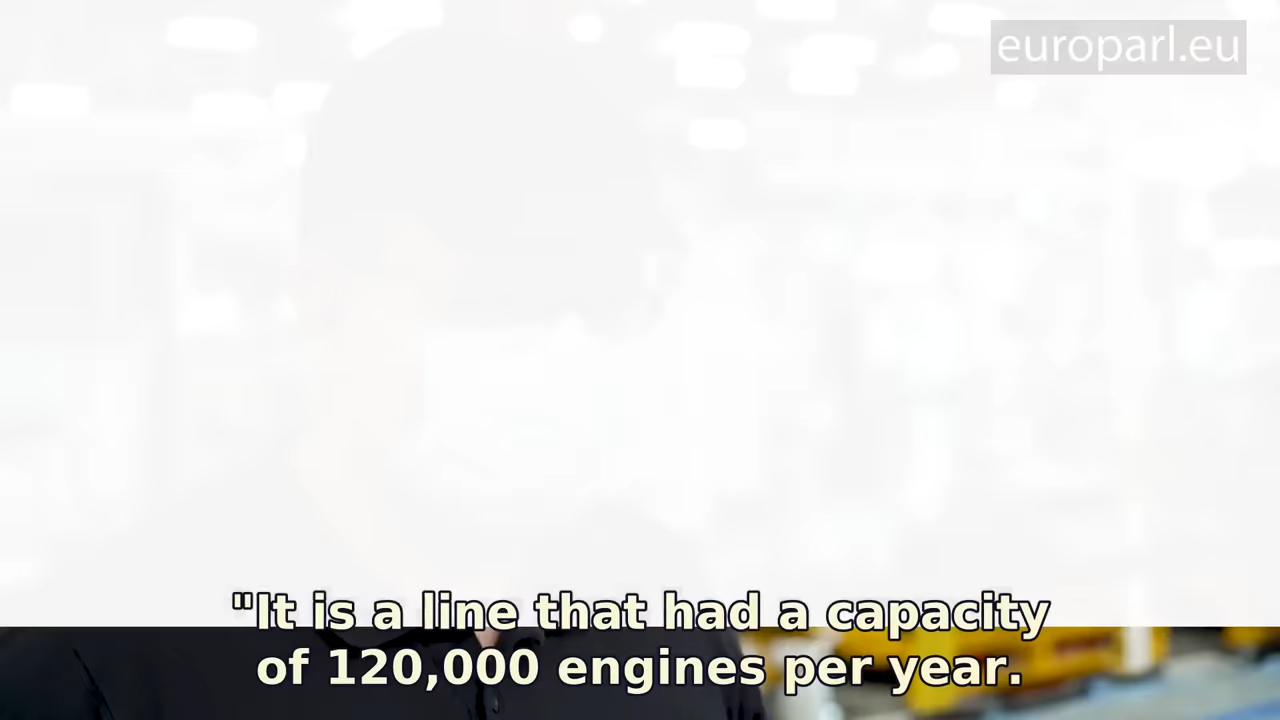 europarl.eu
"It is a line that had a capacity
of 120,000 engines per year.